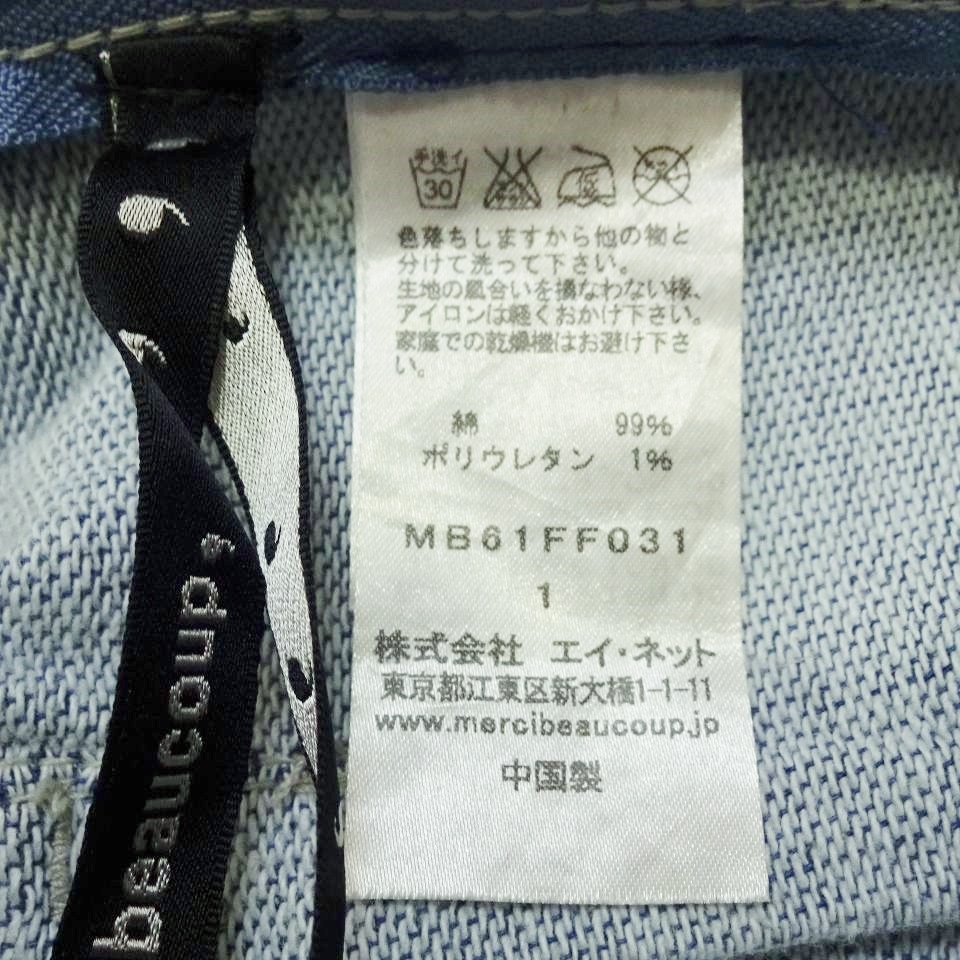 手洗イ
30
色落ちしますから他の物と
分けて洗って下さい。
生地の風合いを損なわない様、
アイロンは軽くおかけ下さい。
家庭での乾燥機はお避け下さ
い。
綿 99%
ポリウレタン 1%
MB61FF031
1
株式会社 エイ・ネット
東京都江東区新大橋1-1-11
www.mercibeaucoup.jp
中国製
beaucoup,